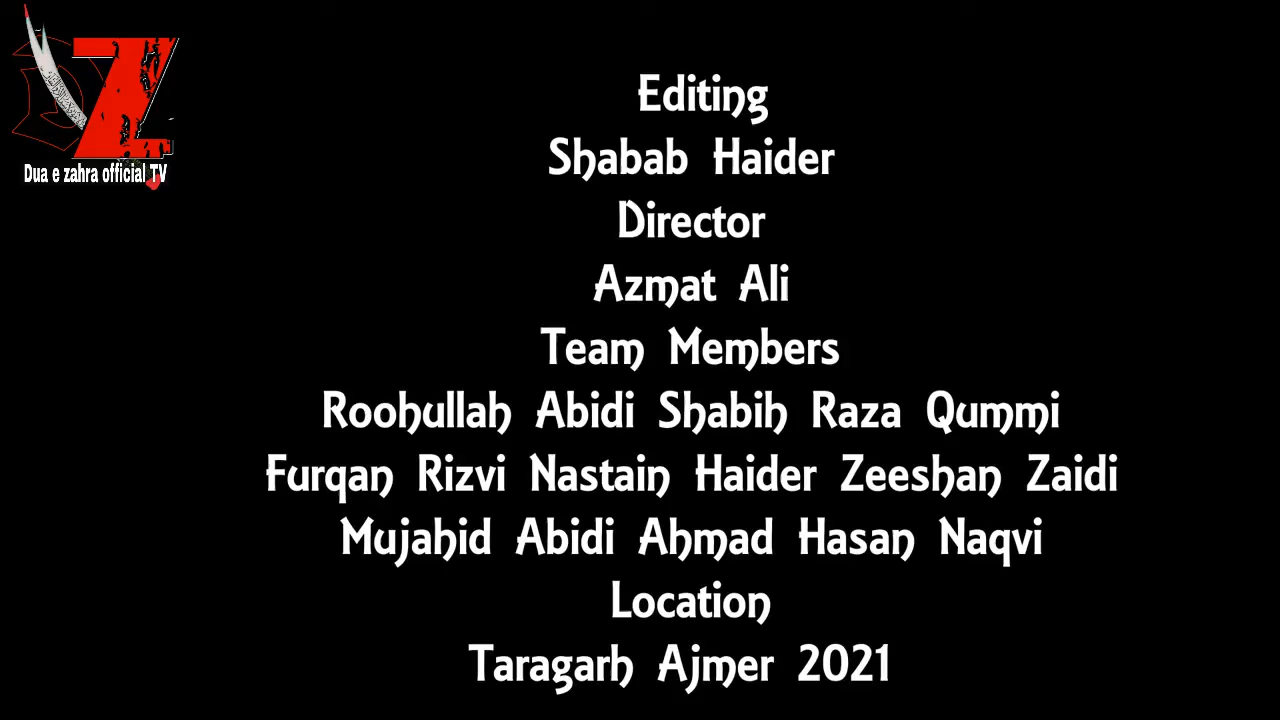 Dua e zahra official TV
Editing
Shabab Haider
Director
Azmat Ali
Team Members
Roohullah Abidi Shabih Raza Qummi
Furqan Rizvi Nastain Haider Zeeshan Zaidi
Mujahid Abidi Ahmad Hasan Naqvi
Location
Taragarh Ajmer 2021